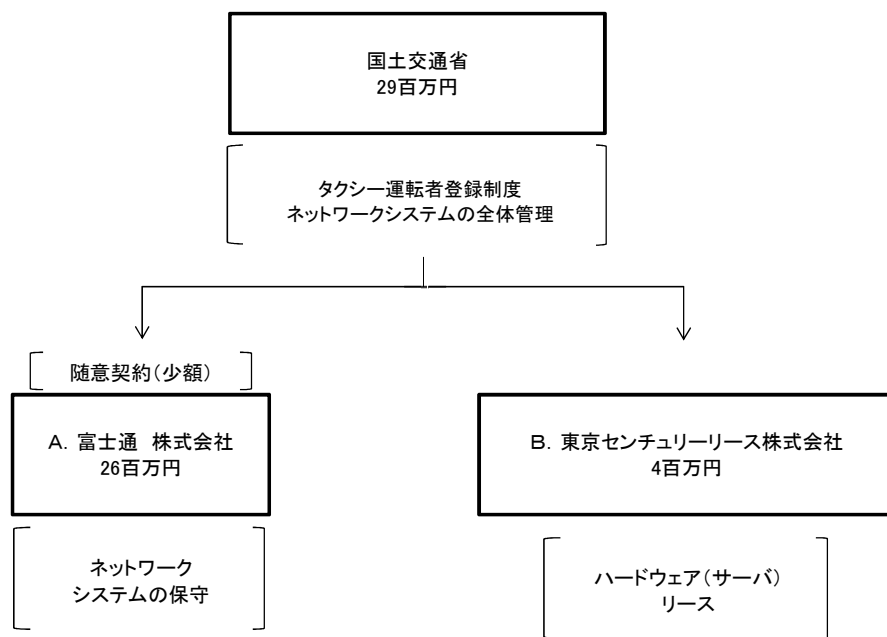 国土交通省
29百万円
タクシー運転者登録制度
ネットワークシステムの全体管理
随意契約(少額)
A. 富士通 株式会社
26百万円
B. 東京センチュリーリース株式会社
4百万円
ネットワーク
システムの保守
ハードウェア(サーバ)
リース